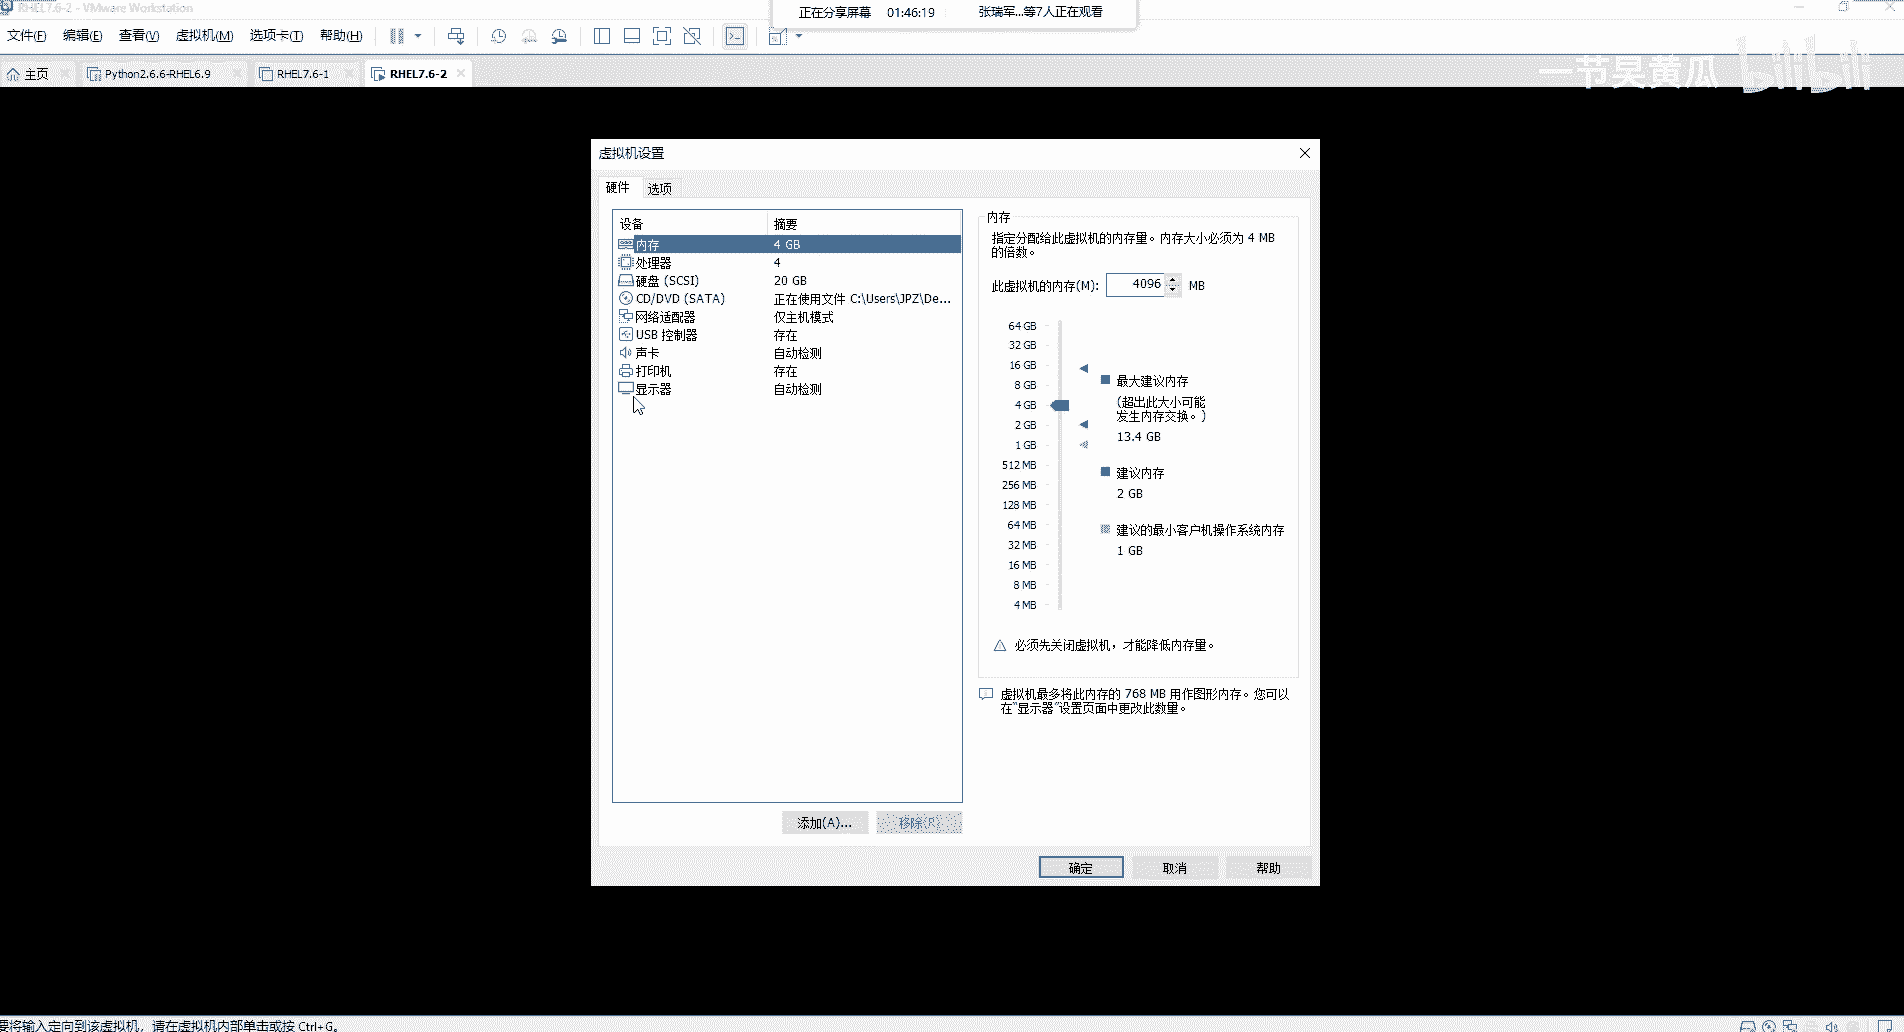 RHEL7.6-2 - VMware Workstation
正在分享屏幕 01:46:19 张瑞军...等7人正在观看
文件(F) 编辑(E) 查看(V) 虚拟机(M) 选项卡(T) 帮助(H)
主页 Python2.6.6-RHEL6.9 RHEL7.6-1 RHEL7.6-2
一节昊黄瓜 bilibili
虚拟机设置
硬件 选项
设备 摘要
内存 4 GB
处理器 4
硬盘 (SCSI) 20 GB
CD/DVD (SATA) 正在使用文件 C:\Users\JPZ\De...
网络适配器 仅主机模式
USB 控制器 存在
声卡 自动检测
打印机 存在
显示器 自动检测
添加(A)... 移除(R)
内存
指定分配给此虚拟机的内存量。内存大小必须为 4 MB
的倍数。
此虚拟机的内存(M): 4096 MB
64 GB
32 GB
16 GB
8 GB
4 GB
2 GB
1 GB
512 MB
256 MB
128 MB
64 MB
32 MB
16 MB
8 MB
4 MB
最大建议内存
(超出此大小可能
发生内存交换。)
13.4 GB
建议内存
2 GB
建议的最小客户机操作系统内存
1 GB
必须先关闭虚拟机，才能降低内存量。
虚拟机最多将此内存的 768 MB 用作图形内存。您可以
在“显示器”设置页面中更改此数量。
确定 取消 帮助
要将输入定向到该虚拟机，请在虚拟机内部单击或按 Ctrl+G。